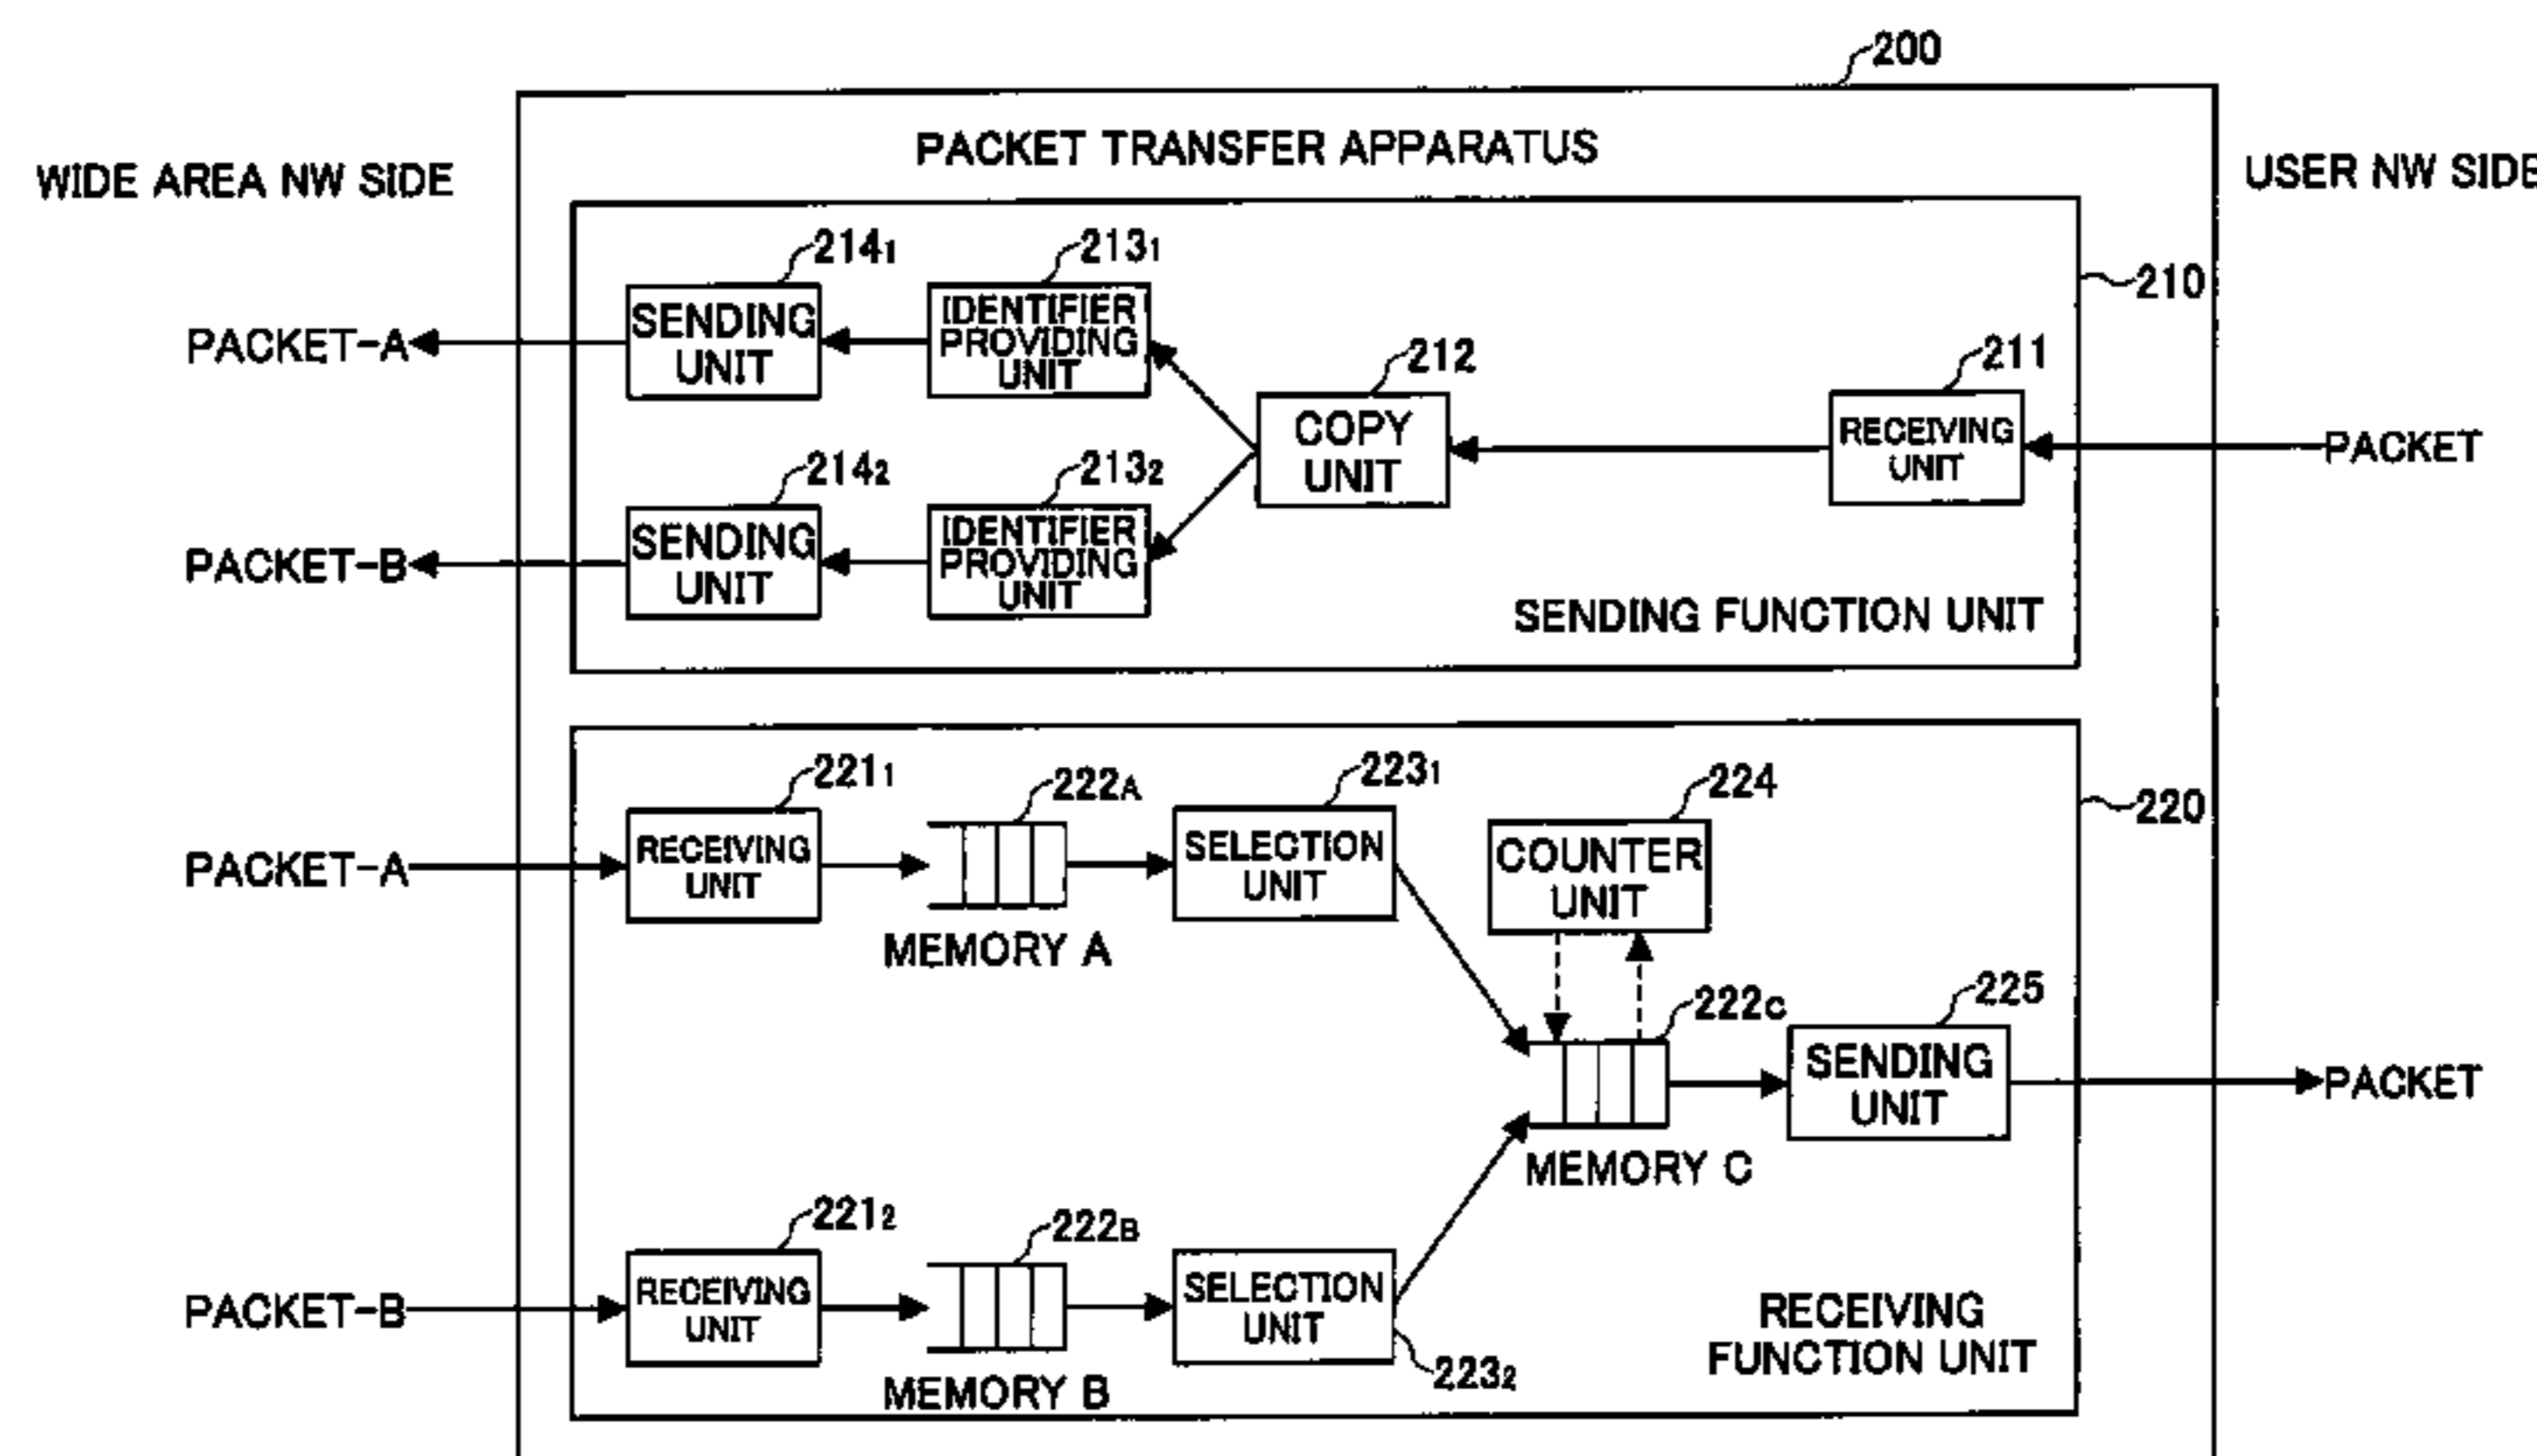 200
PACKET TRANSFER APPARATUS
WIDE AREA NW SIDE
USER NW SIDE
214₁
213₁
210
SENDING
UNIT
IDENTIFIER
PROVIDING
UNIT
PACKET-A
212
211
COPY
UNIT
RECEIVING
UNIT
PACKET
214₂
213₂
SENDING
UNIT
IDENTIFIER
PROVIDING
UNIT
PACKET-B
SENDING FUNCTION UNIT
221₁
222A
223₁
224
220
RECEIVING
UNIT
SELECTION
UNIT
COUNTER
UNIT
PACKET-A
MEMORY A
222C
225
SENDING
UNIT
PACKET
MEMORY C
221₂
222B
RECEIVING
UNIT
SELECTION
UNIT
PACKET-B
223₂
MEMORY B
RECEIVING
FUNCTION UNIT